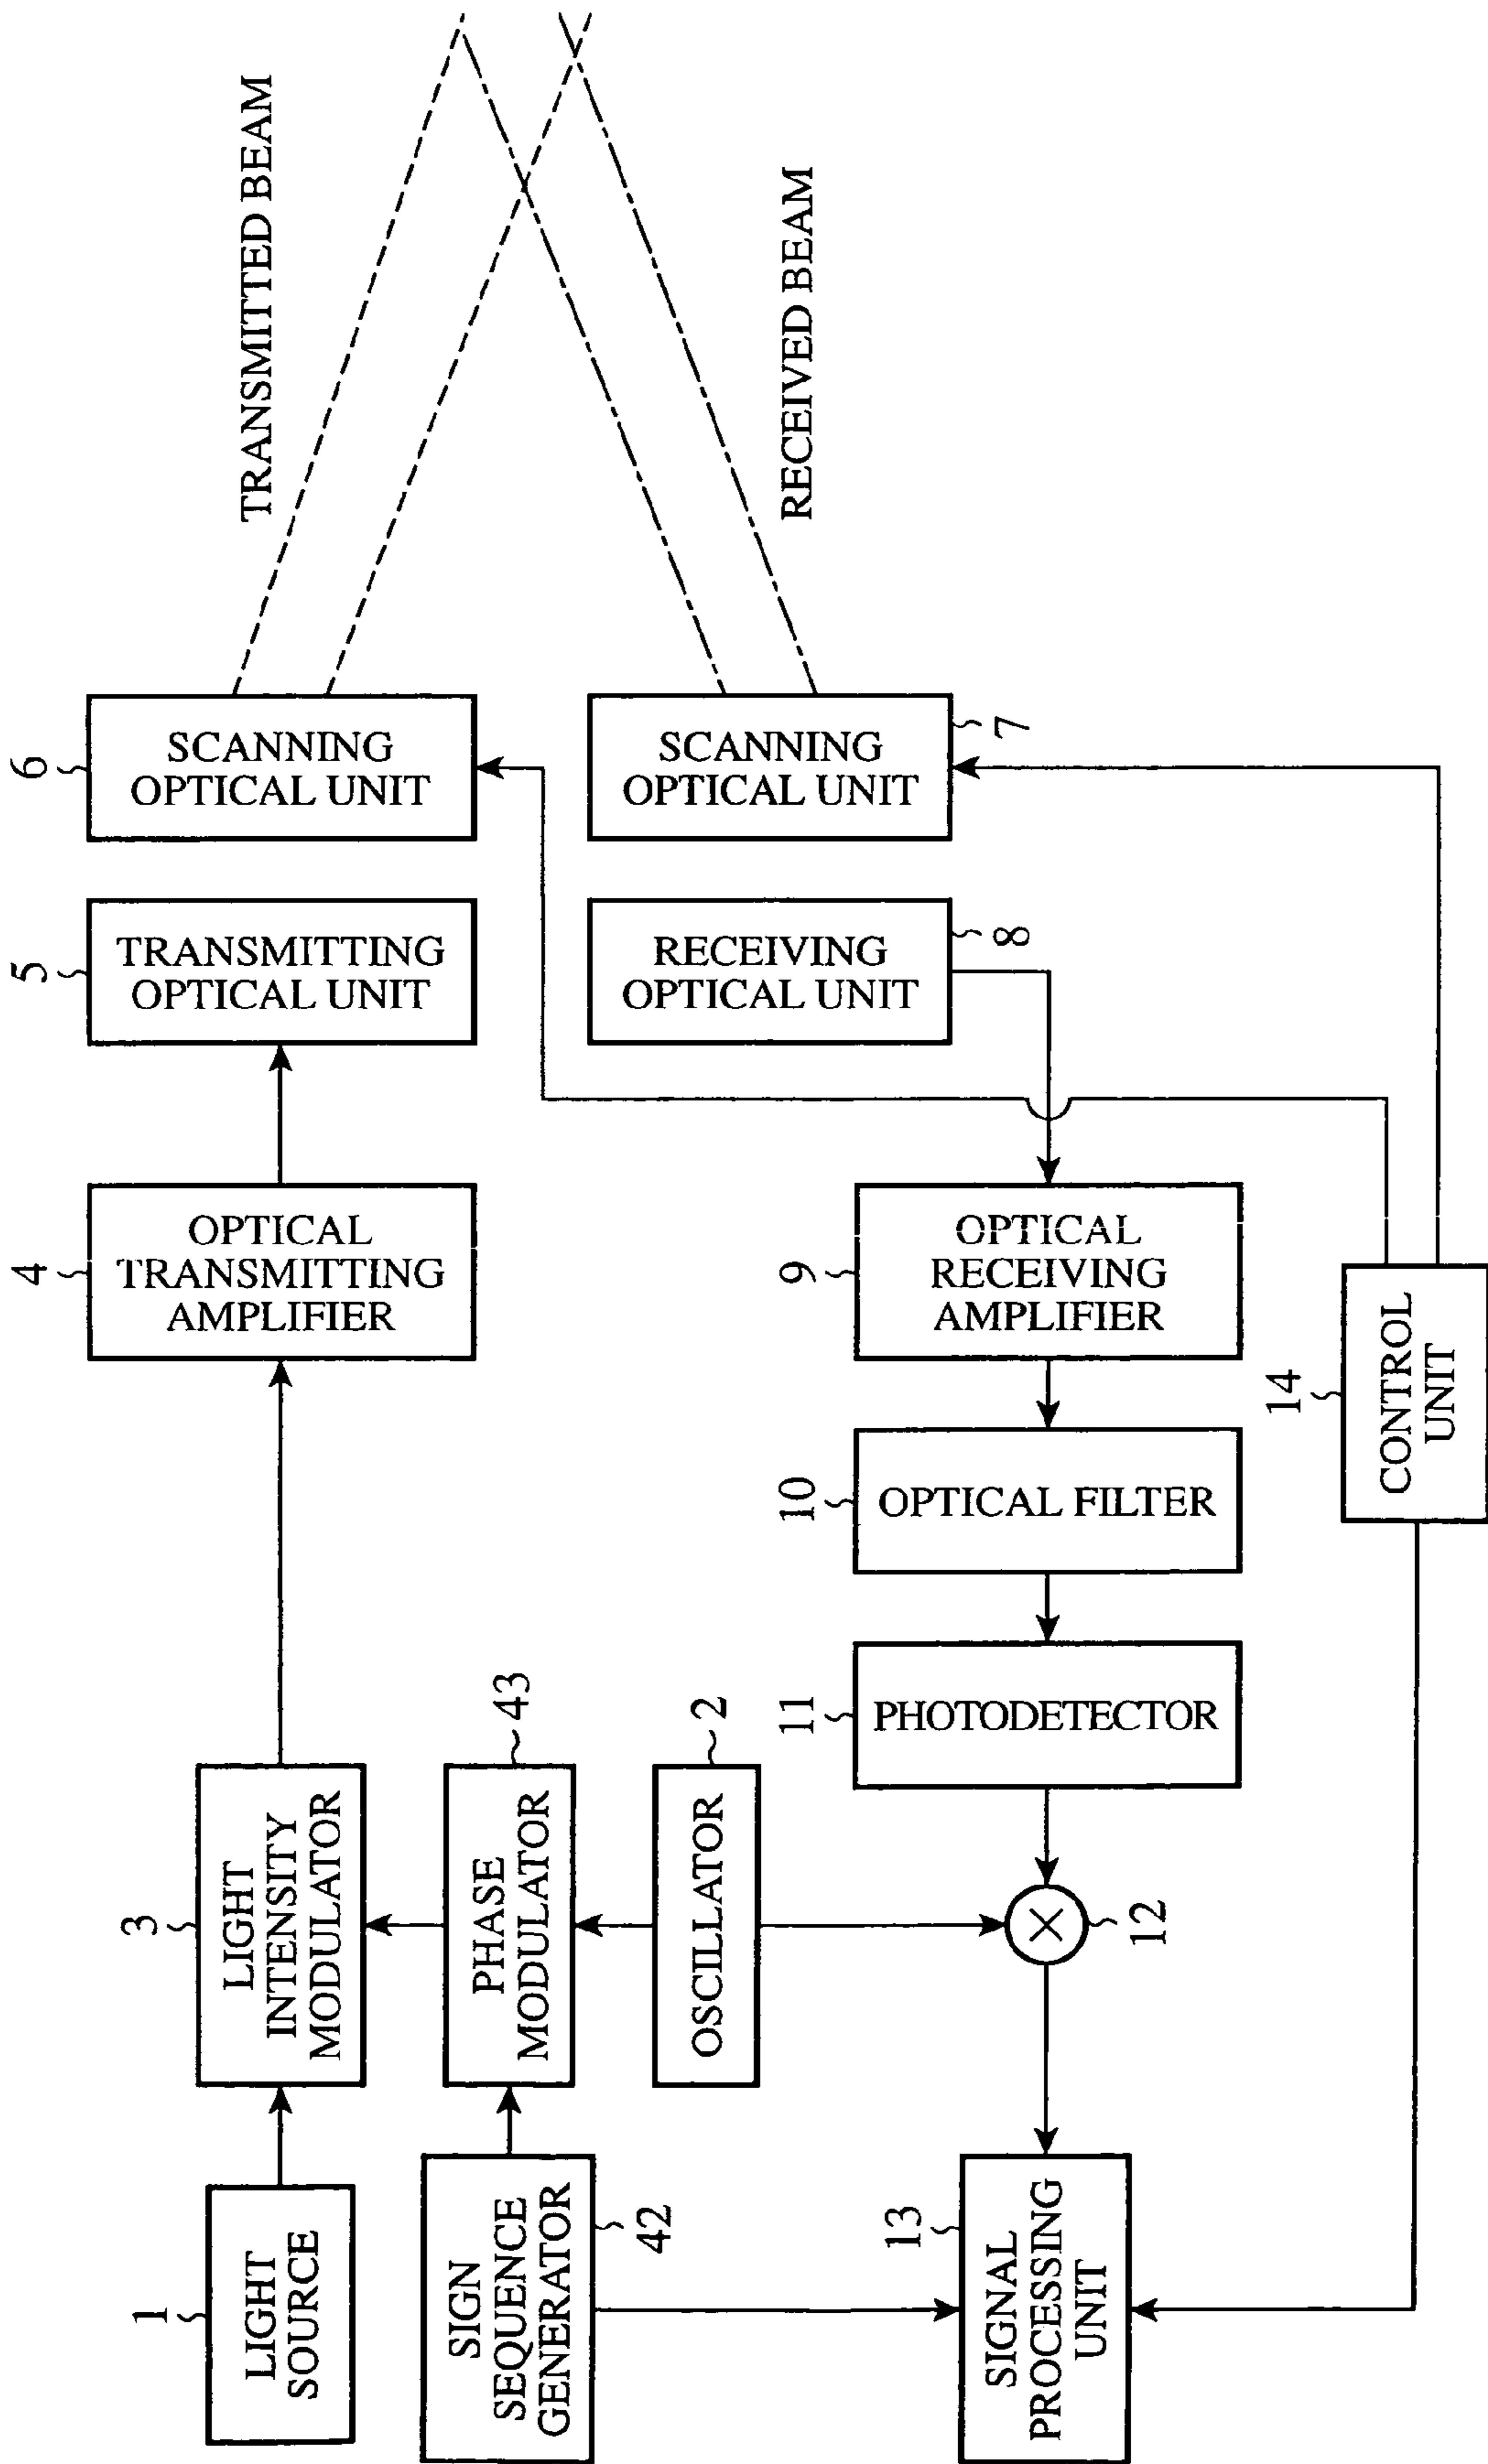 6
SCANNING
OPTICAL UNIT
TRANSMITTED BEAM
5
TRANSMITTING
OPTICAL UNIT
4
OPTICAL
TRANSMITTING
AMPLIFIER
3
LIGHT
INTENSITY
MODULATOR
1
LIGHT
SOURCE
SCANNING
OPTICAL UNIT
7
RECEIVED BEAM
RECEIVING
OPTICAL UNIT
8
9
OPTICAL
RECEIVING
AMPLIFIER
10
OPTICAL FILTER
11
PHOTODETECTOR
43
PHASE
MODULATOR
2
OSCILLATOR
12
SIGN
SEQUENCE
GENERATOR
42
13
SIGNAL
PROCESSING
UNIT
14
CONTROL
UNIT